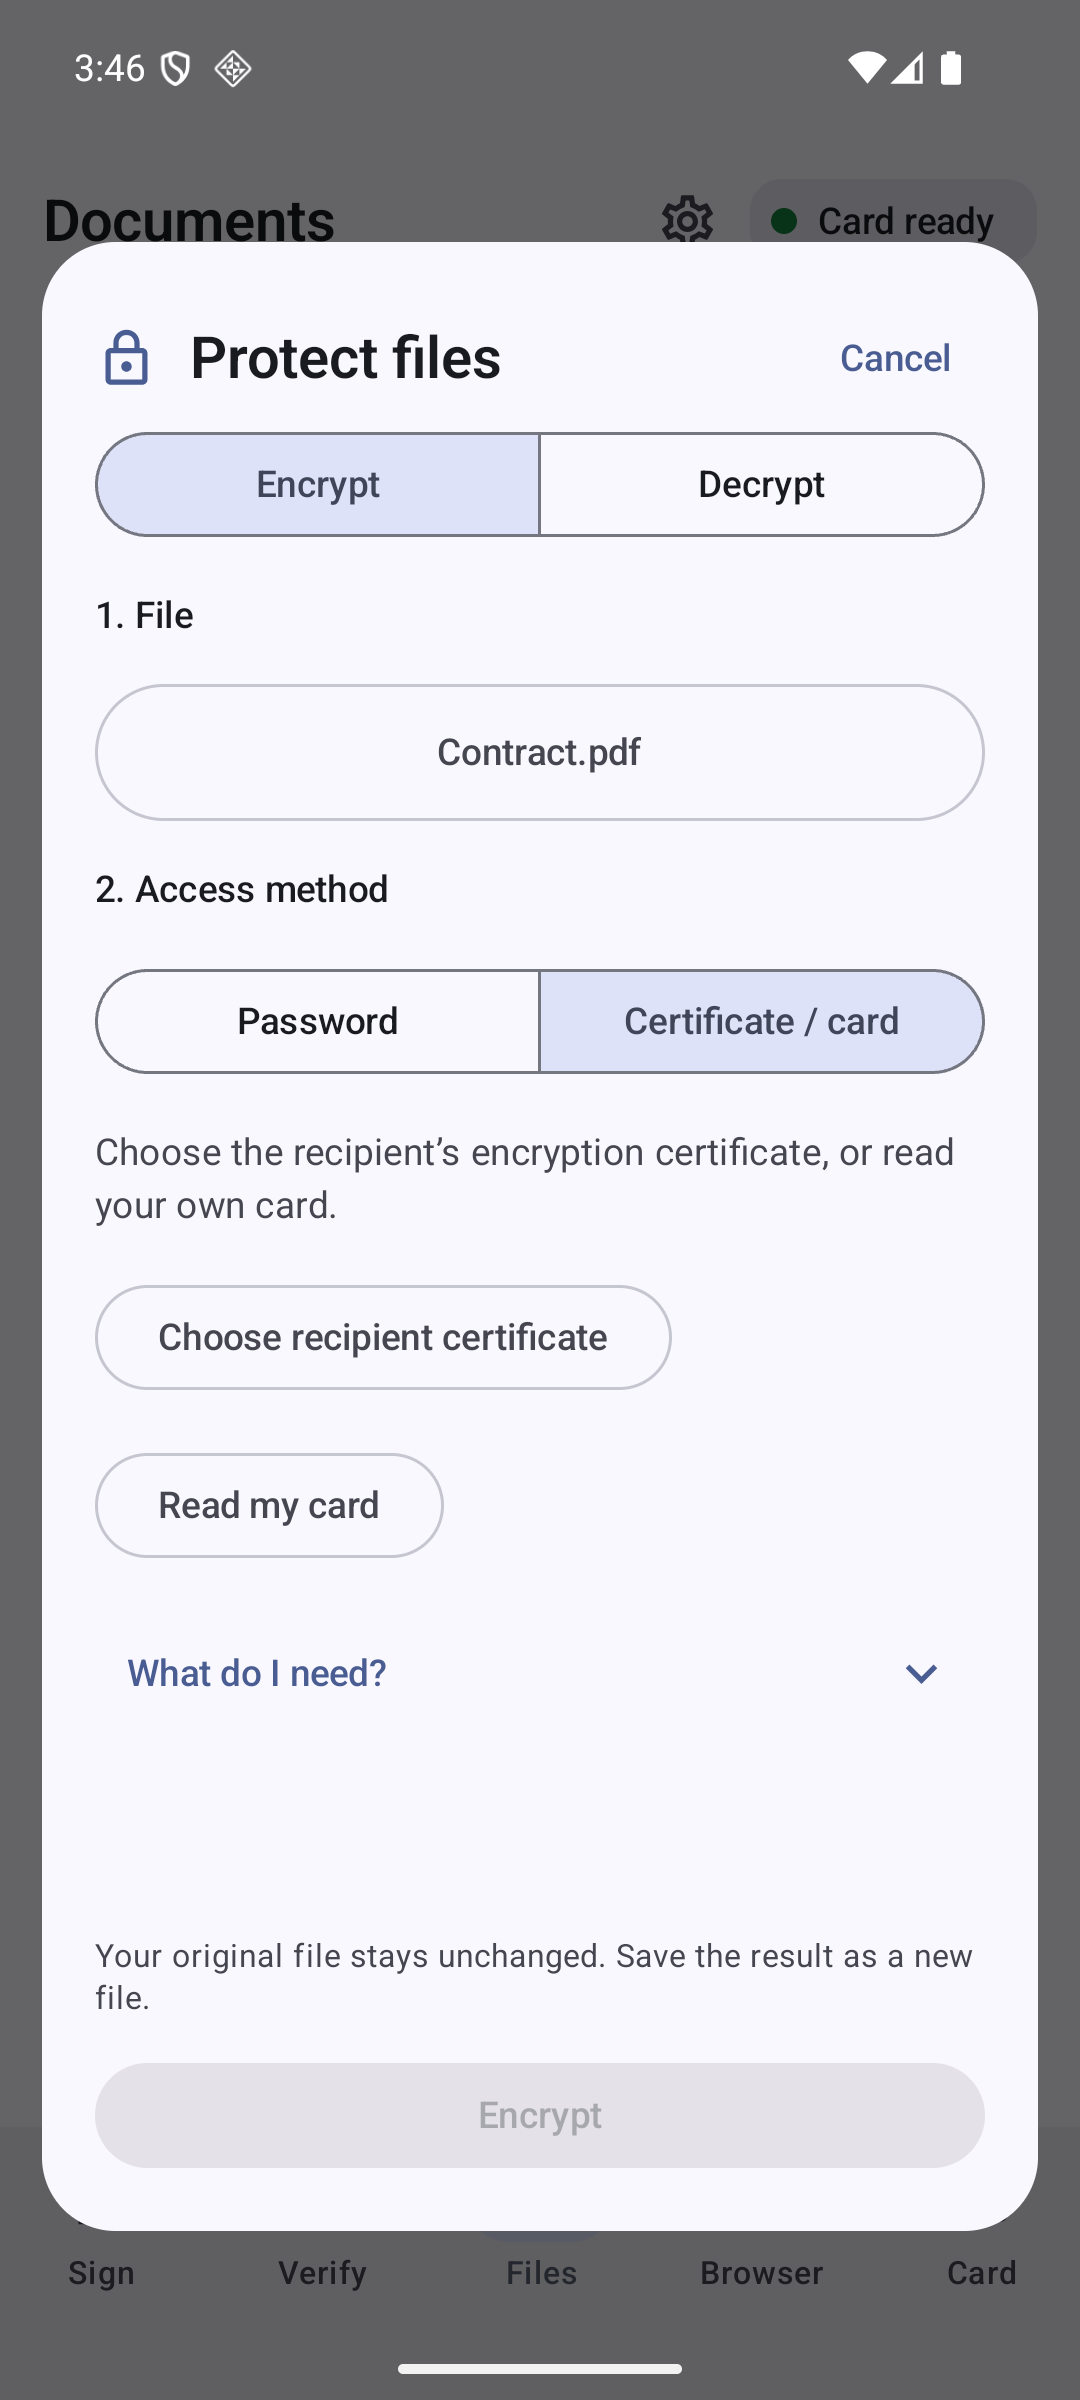 3:46
Documents
Card ready
Protect files
Cancel
Encrypt
Decrypt
1. File
Contract.pdf
2. Access method
Password
Certificate / card
Choose the recipient’s encryption certificate, or read
your own card.
Choose recipient certificate
Read my card
What do I need?
Your original file stays unchanged. Save the result as a new
file.
Encrypt
Sign
Verify
Files
Browser
Card